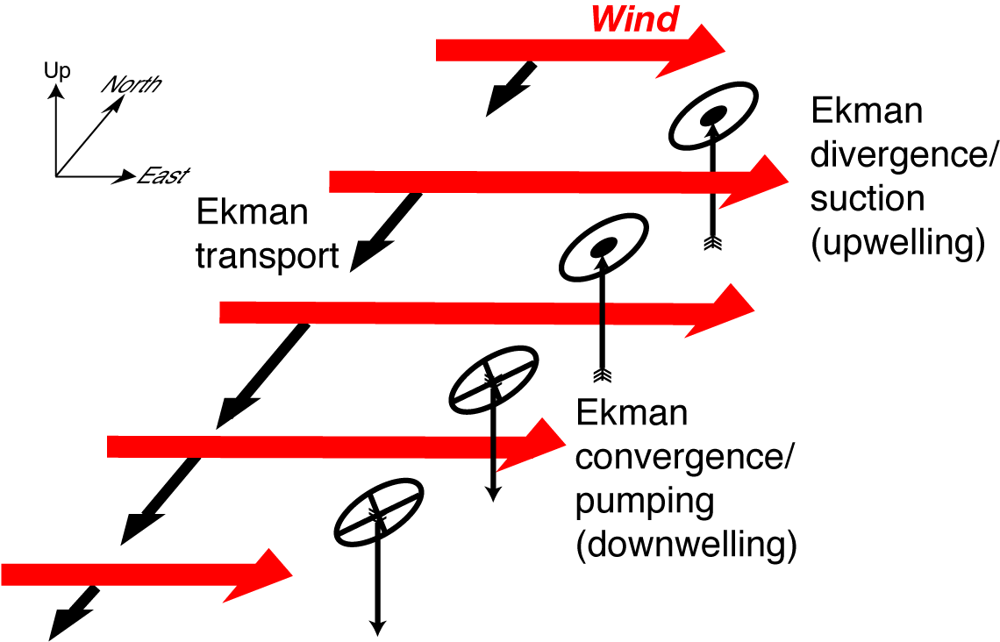 Wind
Up
North
East
Ekman
divergence/
suction
(upwelling)
Ekman
transport
Ekman
convergence/
pumping
(downwelling)